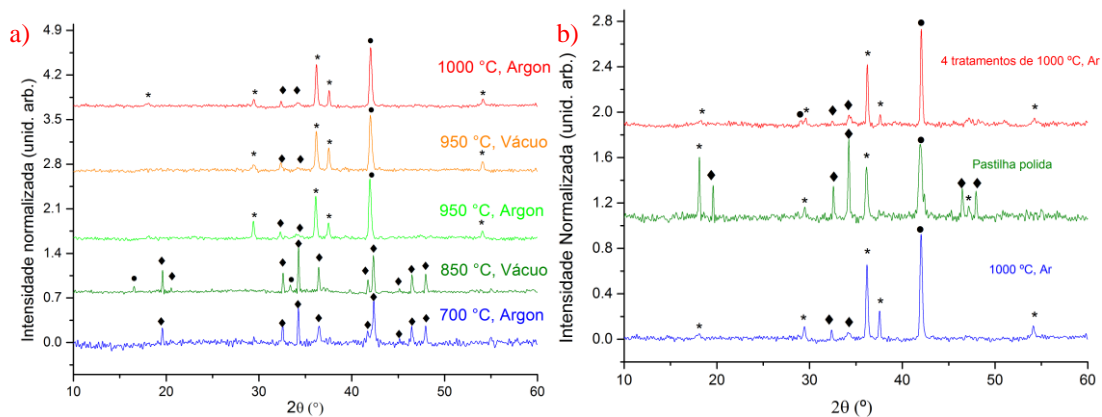 a)
Intensidade normalizada (unid. arb.)
4.9
4.2
3.5
2.8
2.1
1.4
0.7
0.0
1000 °C, Argon
950 °C, Vácuo
950 °C, Argon
850 °C, Vácuo
700 °C, Argon
10 20 30 40 50 60
2θ (°)
b)
Intensidade Normalizada (unid. arb.)
2.8
2.4
2.0
1.6
1.2
0.8
0.4
0.0
4 tratamentos de 1000 °C, Ar
Pastilha polida
1000 °C, Ar
10 20 30 40 50 60
2θ (°)